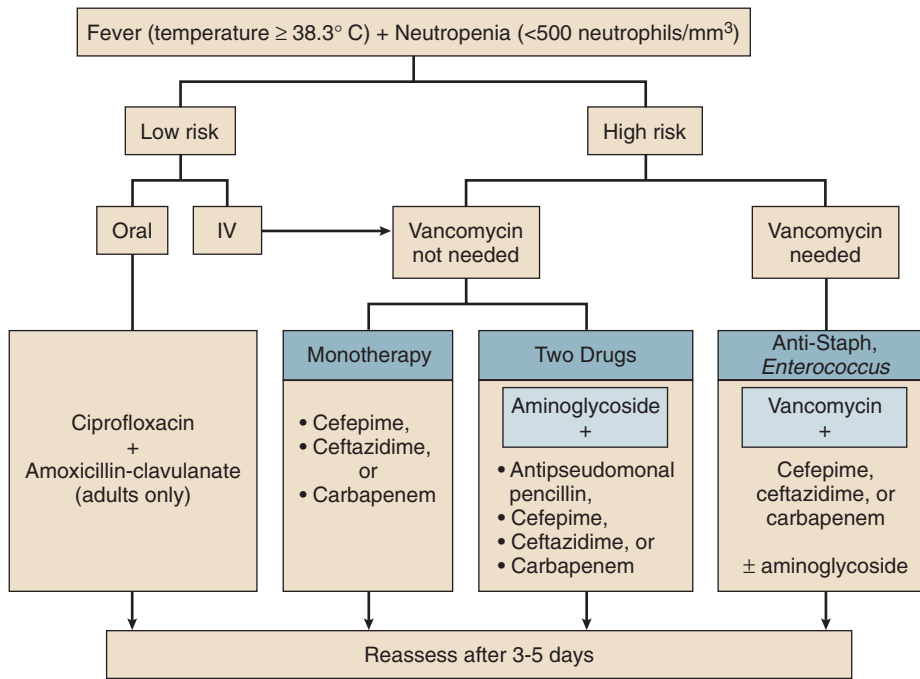 Fever (temperature ≥ 38.3° C) + Neutropenia (<500 neutrophils/mm³)
Low risk
High risk
Oral
IV
Vancomycin
not needed
Vancomycin
needed
Ciprofloxacin
+
Amoxicillin-clavulanate
(adults only)
Monotherapy
• Cefepime,
• Ceftazidime,
or
• Carbapenem
Two Drugs
Aminoglycoside
+
• Antipseudomonal
pencillin,
• Cefepime,
• Ceftazidime, or
• Carbapenem
Anti-Staph,
Enterococcus
Vancomycin
+
Cefepime,
ceftazidime, or
carbapenem
± aminoglycoside
Reassess after 3-5 days